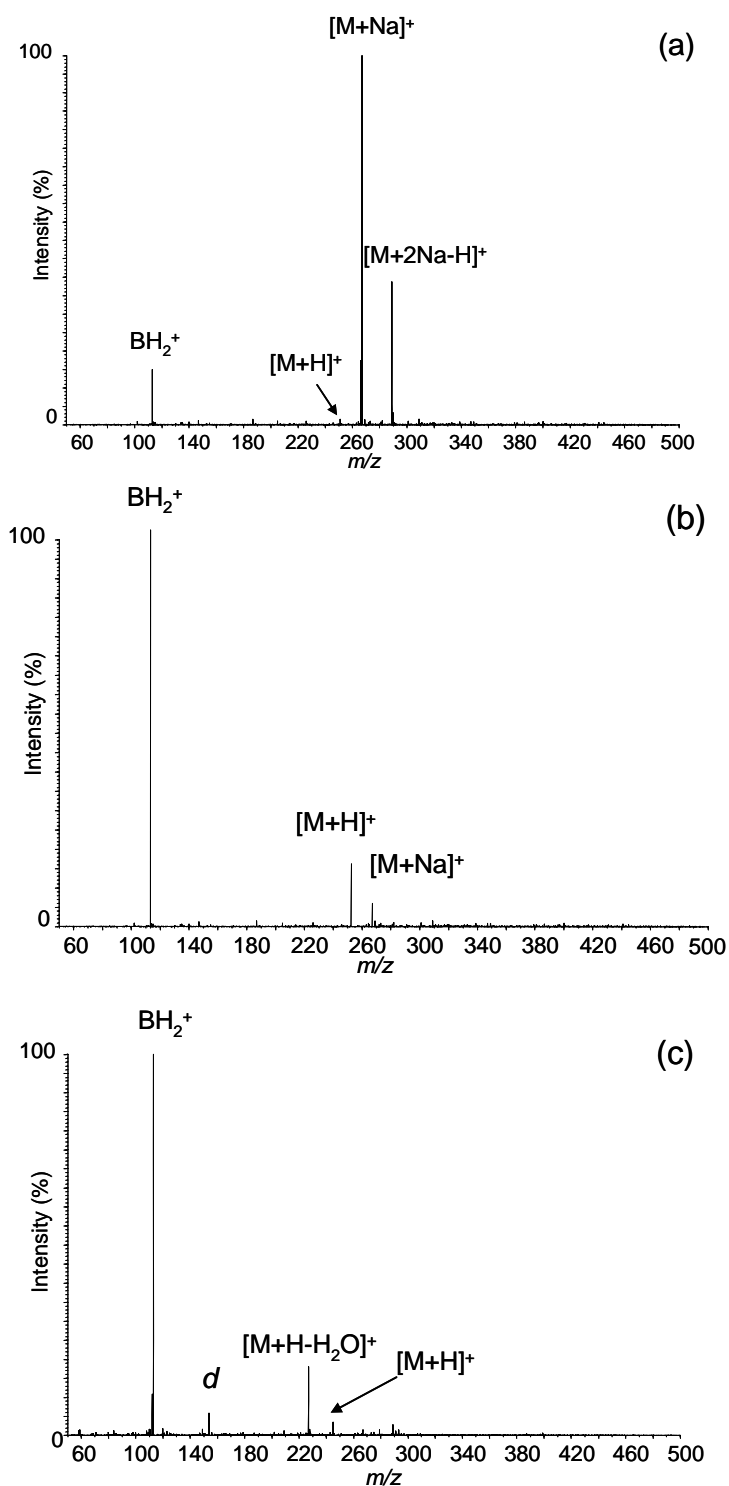 [M+Na]⁺
(a)
100
Intensity (%)
[M+2Na-H]⁺
BH₂⁺
[M+H]⁺
0
60 100 140 180 220 260 300 340 380 420 460 500
m/z
BH₂⁺
(b)
100
Intensity (%)
[M+H]⁺
[M+Na]⁺
0
60 100 140 180 220 260 300 340 380 420 460 500
m/z
BH₂⁺
(c)
100
Intensity (%)
[M+H-H₂O]⁺
[M+H]⁺
d
0
60 100 140 180 220 260 300 340 380 420 460 500
m/z